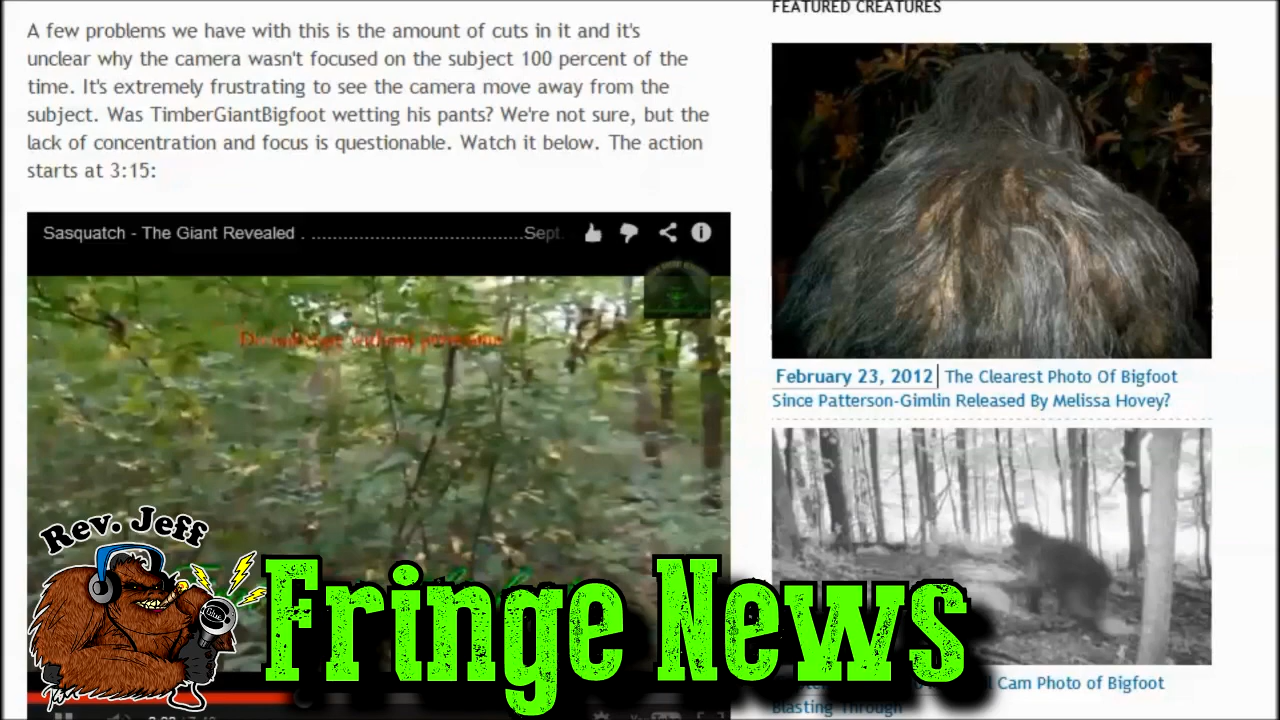 A few problems we have with this is the amount of cuts in it and it's
unclear why the camera wasn't focused on the subject 100 percent of the
time. It's extremely frustrating to see the camera move away from the
subject. Was TimberGiantBigfoot wetting his pants? We're not sure, but the
lack of concentration and focus is questionable. Watch it below. The action
starts at 3:15:
Sasquatch - The Giant Revealed . ..........................................Sept.
Do not copy without
FEATURED CREATURES
February 23, 2012 The Clearest Photo Of Bigfoot
Since Patterson-Gimlin Released By Melissa Hovey?
Cam Photo of Bigfoot
Blasting Through
Rev. Jeff
Fringe News